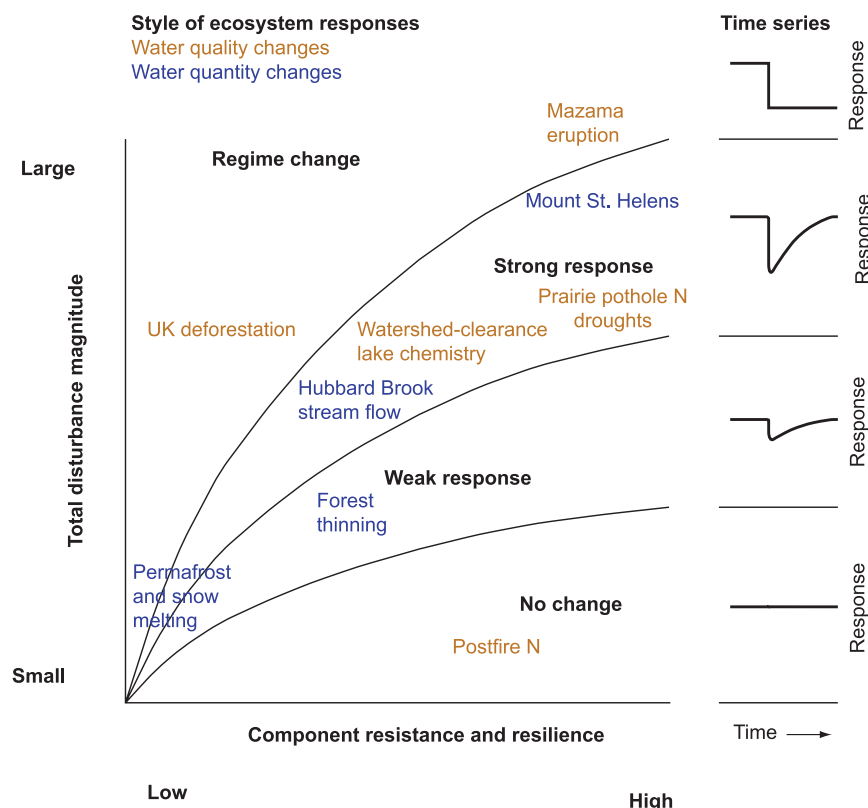 Style of ecosystem responses
Water quality changes
Water quantity changes
Time series
Response
Mazama
eruption
Large
Regime change
Mount St. Helens
Response
Strong response
Prairie pothole N
droughts
UK deforestation
Watershed-clearance
lake chemistry
Hubbard Brook
stream flow
Response
Total disturbance magnitude
Weak response
Forest
thinning
Permafrost
and snow
melting
No change
Response
Postfire N
Small
Component resistance and resilience
Time
Low
High